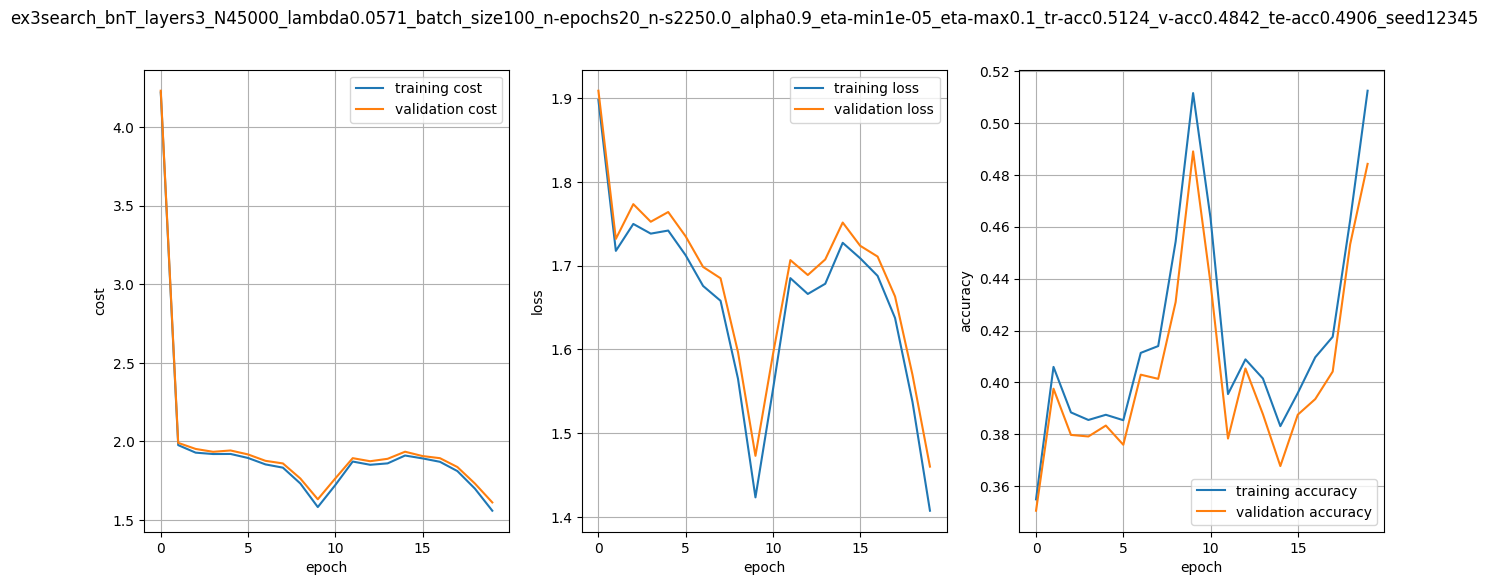 ex3search_bnT_layers3_N45000_lambda0.0571_batch_size100_n-epochs20_n-s2250.0_alpha0.9_eta-min1e-05_eta-max0.1_tr-acc0.5124_v-acc0.4842_te-acc0.4906_seed12345
training cost
validation cost
4.0
3.5
3.0
2.5
2.0
1.5
cost
0 5 10 15
epoch
training loss
validation loss
1.9
1.8
1.7
1.6
1.5
1.4
loss
0 5 10 15
epoch
0.52
0.50
0.48
0.46
0.44
0.42
0.40
0.38
0.36
accuracy
training accuracy
validation accuracy
0 5 10 15
epoch